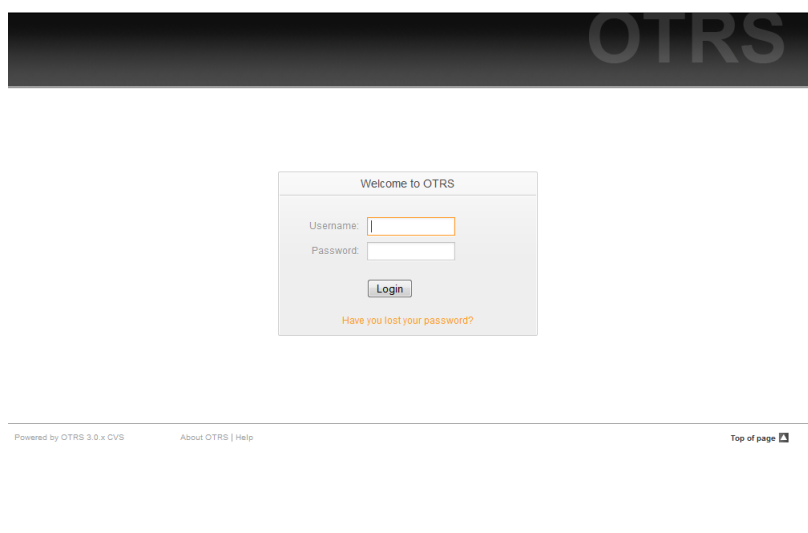 OTRS
Welcome to OTRS
Username:
Password:
Login
Have you lost your password?
Powered by OTRS 3.0.x CVS About OTRS | Help Top of page